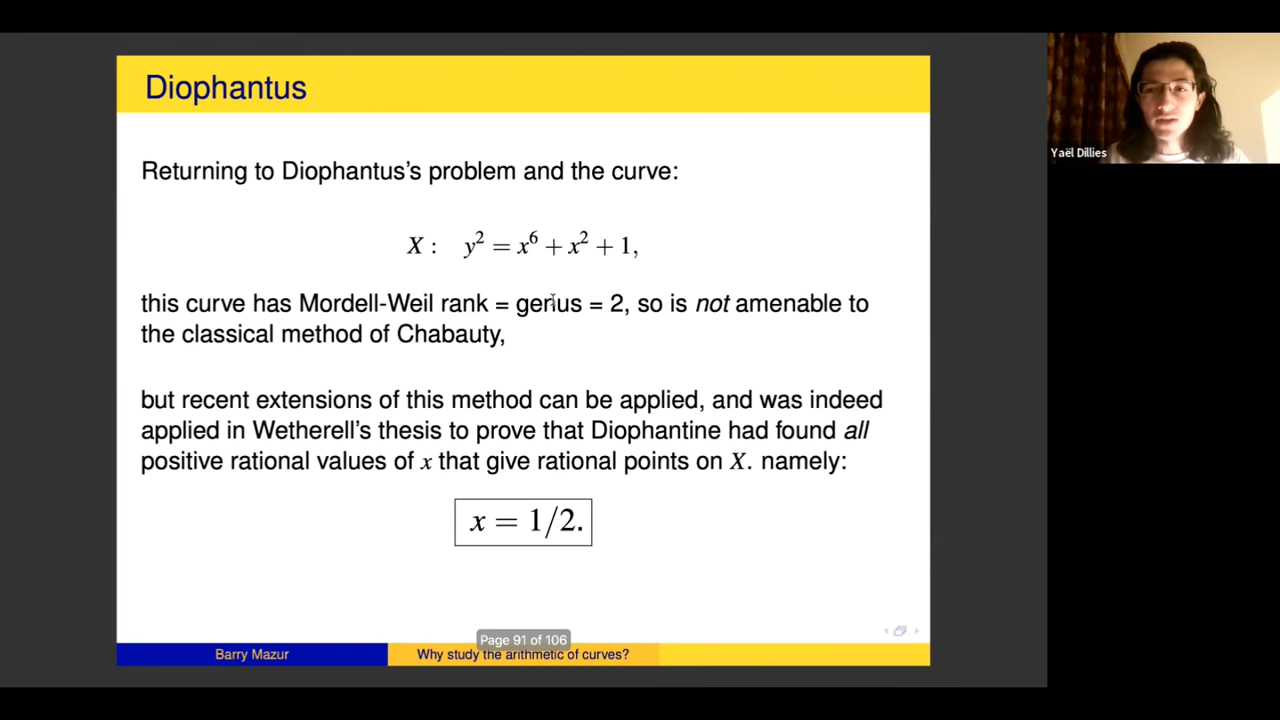 Diophantus
Returning to Diophantus's problem and the curve:
X : y² = x⁶ + x² + 1,
this curve has Mordell-Weil rank = genus = 2, so is not amenable to
the classical method of Chabauty,
but recent extensions of this method can be applied, and was indeed
applied in Wetherell's thesis to prove that Diophantine had found all
positive rational values of x that give rational points on X. namely:
x = 1/2.
Page 91 of 106
Barry Mazur
Why study the arithmetic of curves?
Yaël Dillies